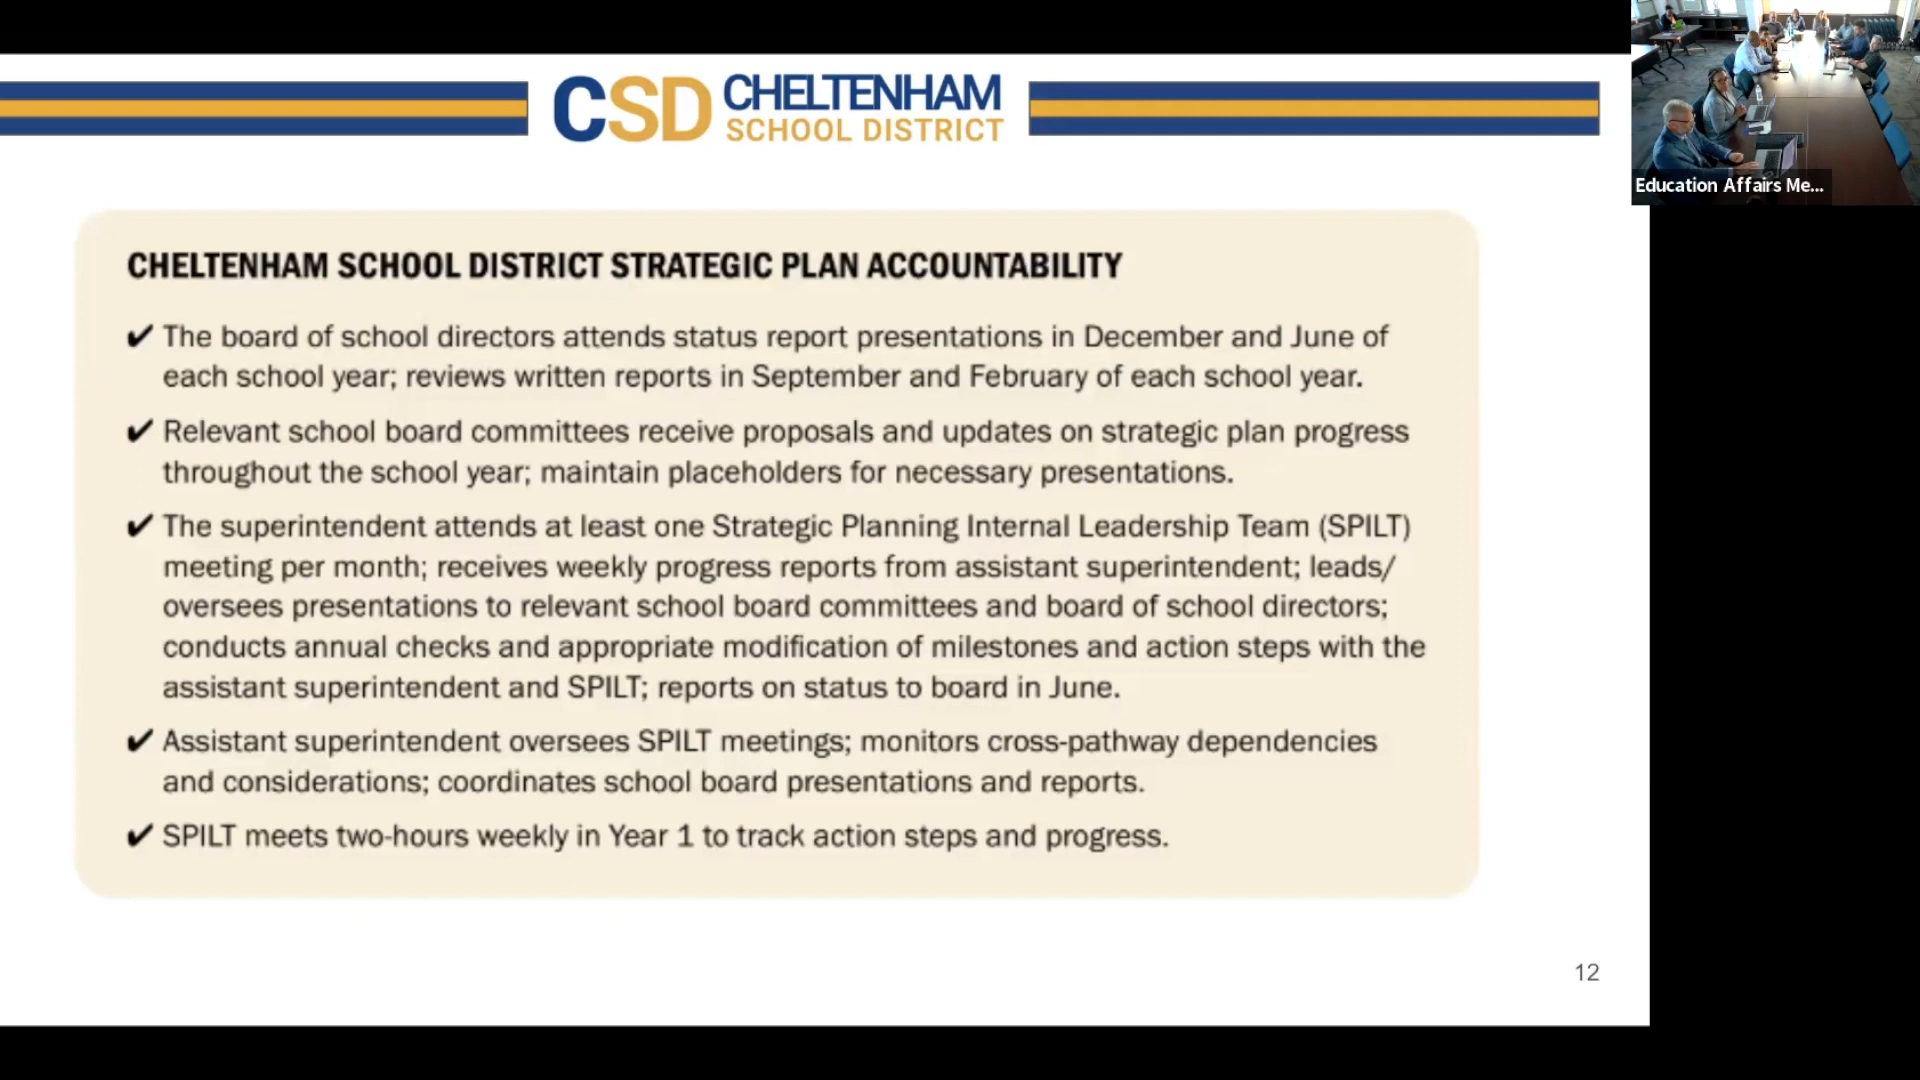 CSD CHELTENHAM
SCHOOL DISTRICT
Education Affairs Me...
CHELTENHAM SCHOOL DISTRICT STRATEGIC PLAN ACCOUNTABILITY
✔ The board of school directors attends status report presentations in December and June of
each school year; reviews written reports in September and February of each school year.
✔ Relevant school board committees receive proposals and updates on strategic plan progress
throughout the school year; maintain placeholders for necessary presentations.
✔ The superintendent attends at least one Strategic Planning Internal Leadership Team (SPILT)
meeting per month; receives weekly progress reports from assistant superintendent; leads/
oversees presentations to relevant school board committees and board of school directors;
conducts annual checks and appropriate modification of milestones and action steps with the
assistant superintendent and SPILT; reports on status to board in June.
✔ Assistant superintendent oversees SPILT meetings; monitors cross-pathway dependencies
and considerations; coordinates school board presentations and reports.
✔ SPILT meets two-hours weekly in Year 1 to track action steps and progress.
12